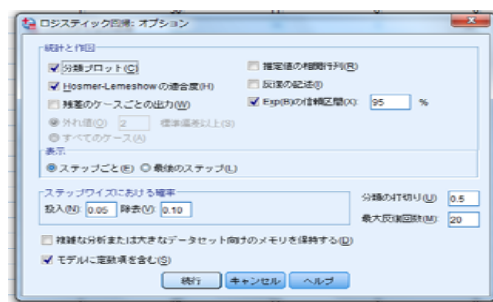 ロジスティック回帰: オプション
統計と作図
分類プロット(C)
推定値の相関行列(R)
Hosmer-Lemeshow の適合度(H)
反復の記述(I)
残差のケースごとの出力(W)
Exp(B)の信頼区間(X): 95 %
外れ値(O) 2 標準偏差以上(S)
すべてのケース(A)
表示
ステップごと(E) 最後のステップ(L)
ステップワイズにおける確率
投入(N): 0.05 除去(V): 0.10
分類の打切り(U) 0.5
最大反復回数(M): 20
複雑な分析または大きなデータセット向けのメモリを保持する(D)
モデルに定数項を含む(S)
続行 キャンセル ヘルプ